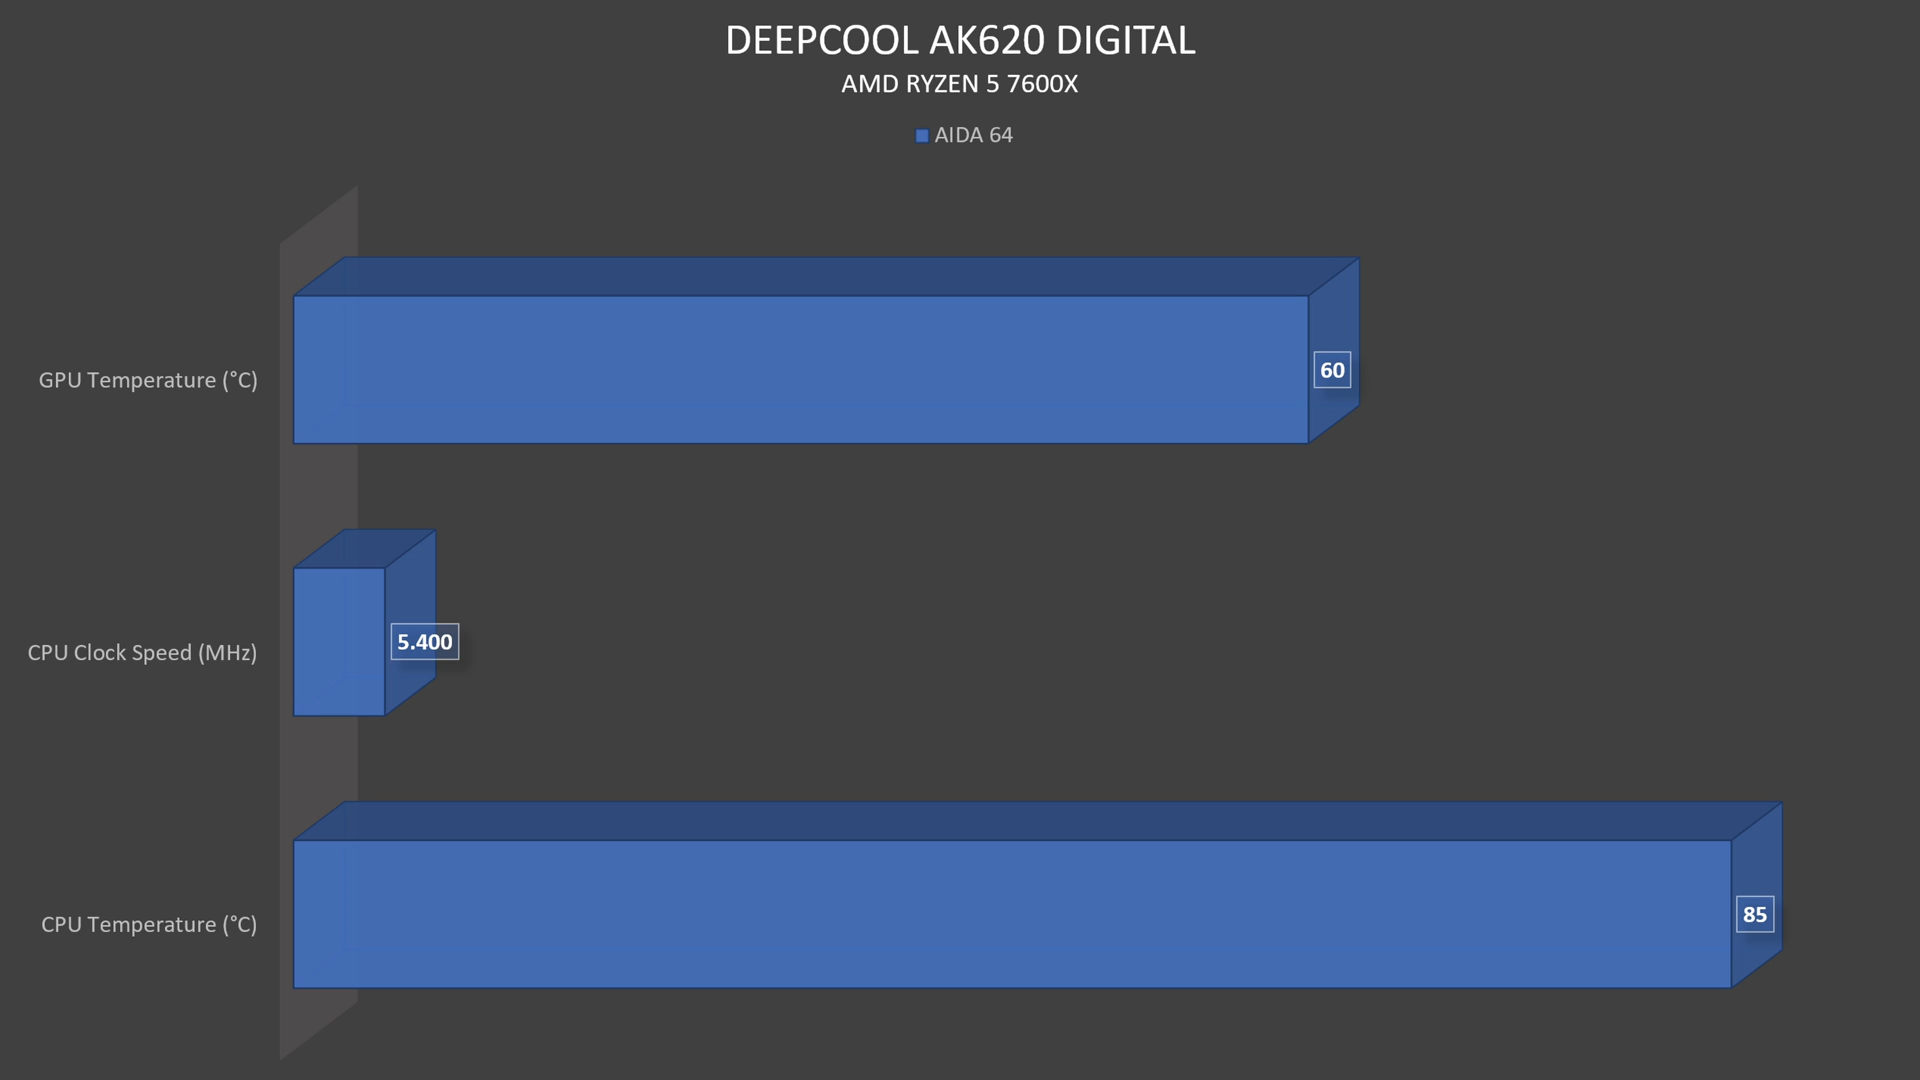 DEEPCOOL AK620 DIGITAL
AMD RYZEN 5 7600X
AIDA 64
GPU Temperature (°C)
60
CPU Clock Speed (MHz)
5.400
CPU Temperature (°C)
85